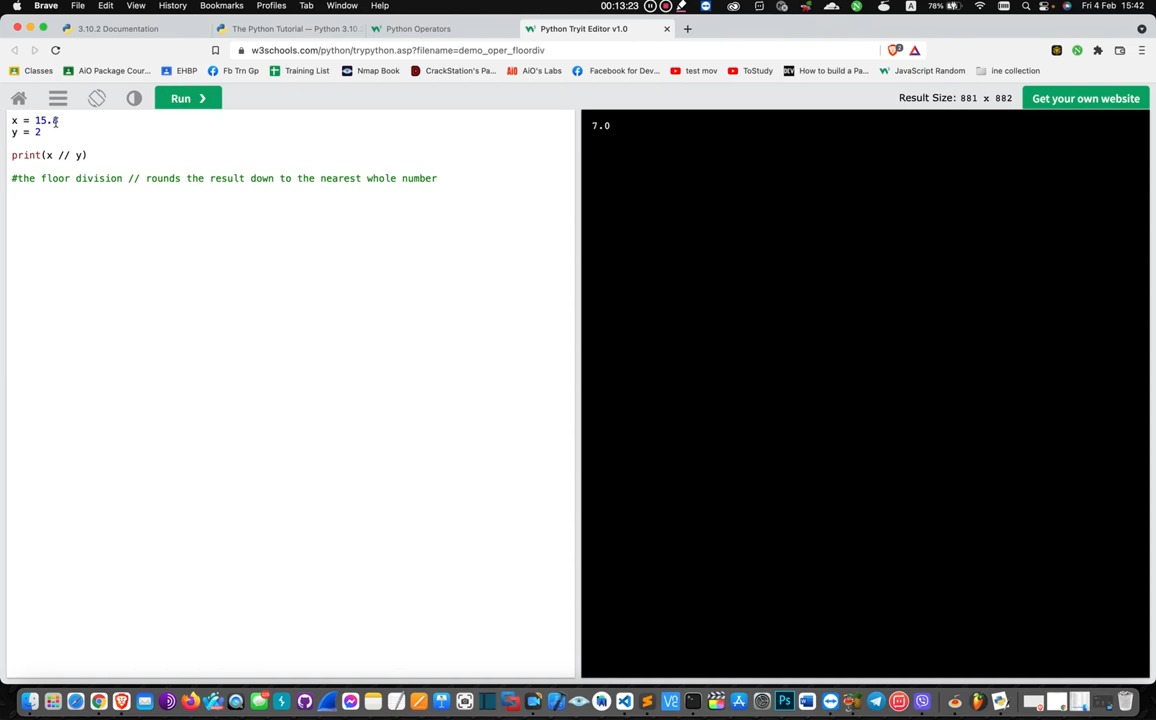 Brave File Edit View History Bookmarks Profiles Tab Window Help 00:13:23 A 78% Fri 4 Feb 15:42
3.10.2 Documentation The Python Tutorial — Python 3.10. Python Operators Python Tryit Editor v1.0
w3schools.com/python/trypython.asp?filename=demo_oper_floordiv 2
Classes AiO Package Cour... EHBP Fb Trn Gp Training List Nmap Book CrackStation's Pa... AiO AiO's Labs Facebook for Dev... test mov ToStudy DEV How to build a Pa... JavaScript Random ine collection
Run ❯ Result Size: 881 x 882 Get your own website
x = 15.
y = 2
print(x // y)
#the floor division // rounds the result down to the nearest whole number
7.0